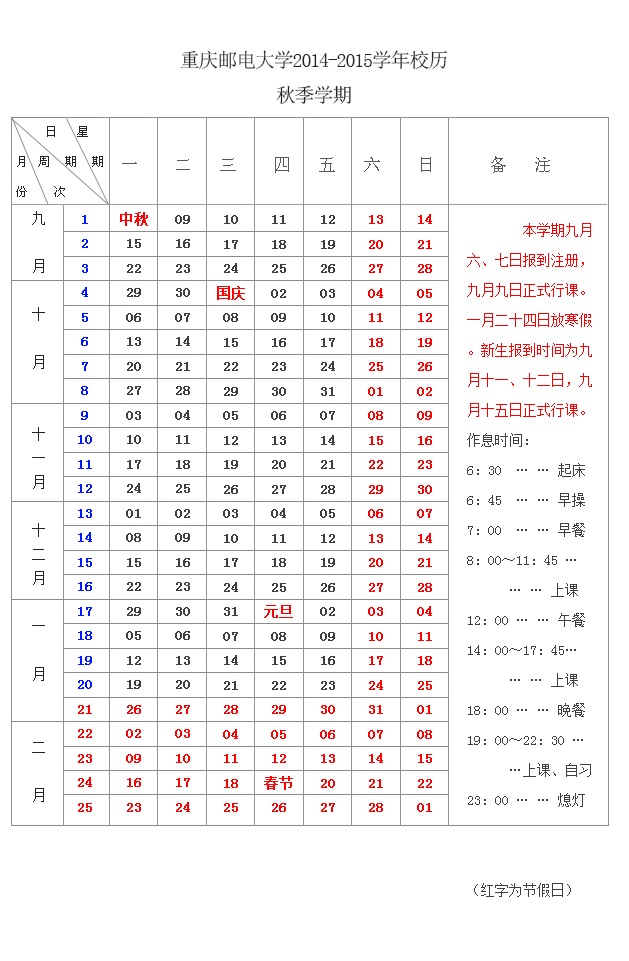 重庆邮电大学2014-2015学年校历
秋季学期
日 星
月 周 期 期 一 二 三 四 五 六 日 备 注
份 次
九月
1 中秋 09 10 11 12 13 14
2 15 16 17 18 19 20 21
3 22 23 24 25 26 27 28
十月
4 29 30 国庆 02 03 04 05
5 06 07 08 09 10 11 12
6 13 14 15 16 17 18 19
7 20 21 22 23 24 25 26
8 27 28 29 30 31 01 02
十一月
9 03 04 05 06 07 08 09
10 10 11 12 13 14 15 16
11 17 18 19 20 21 22 23
12 24 25 26 27 28 29 30
十二月
13 01 02 03 04 05 06 07
14 08 09 10 11 12 13 14
15 15 16 17 18 19 20 21
16 22 23 24 25 26 27 28
一月
17 29 30 31 元旦 02 03 04
18 05 06 07 08 09 10 11
19 12 13 14 15 16 17 18
20 19 20 21 22 23 24 25
21 26 27 28 29 30 31 01
二月
22 02 03 04 05 06 07 08
23 09 10 11 12 13 14 15
24 16 17 18 春节 20 21 22
25 23 24 25 26 27 28 01
本学期九月
六、七日报到注册，
九月九日正式行课。
一月二十四日放寒假
。新生报到时间为九
月十一、十二日，九
月十五日正式行课。
作息时间：
6：30 … … 起床
6：45 … … 早操
7：00 … … 早餐
8：00～11：45 …
… … 上课
12：00 … … 午餐
14：00～17：45…
… … 上课
18：00 … … 晚餐
19：00～22：30 …
…上课、自习
23：00 … … 熄灯
（红字为节假日）